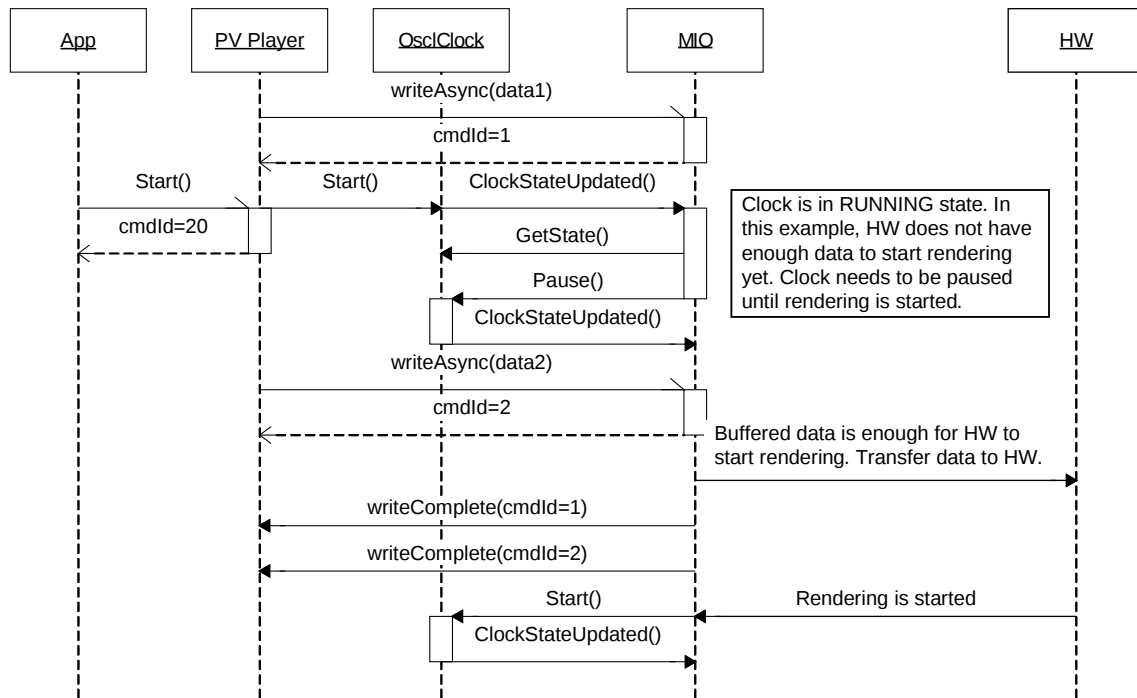 App
PV Player
OsclClock
MIO
HW
writeAsync(data1)
cmdId=1
Start()
Start()
ClockStateUpdated()
cmdId=20
GetState()
Pause()
ClockStateUpdated()
Clock is in RUNNING state. In
this example, HW does not have
enough data to start rendering
yet. Clock needs to be paused
until rendering is started.
writeAsync(data2)
cmdId=2
Buffered data is enough for HW to
start rendering. Transfer data to HW.
writeComplete(cmdId=1)
writeComplete(cmdId=2)
Start()
Rendering is started
ClockStateUpdated()